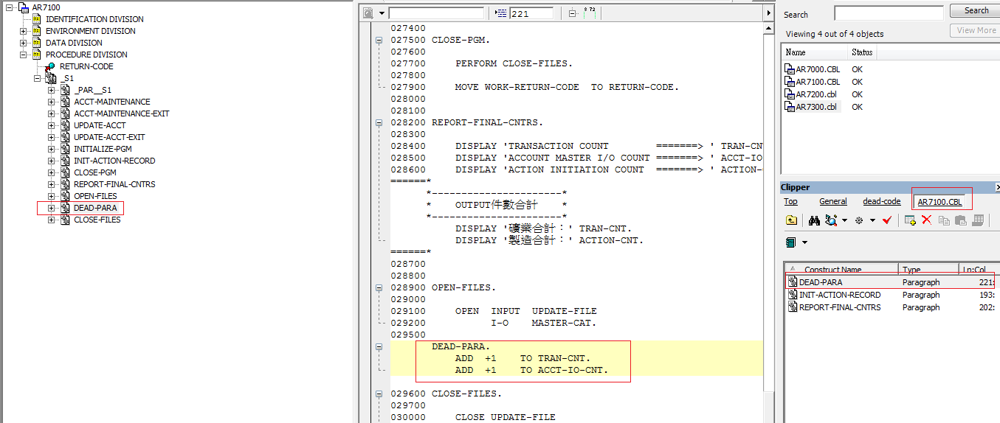 AR7100
IDENTIFICATION DIVISION
ENVIRONMENT DIVISION
DATA DIVISION
PROCEDURE DIVISION
RETURN-CODE
_S1
_PAR__S1
ACCT-MAINTENANCE
ACCT-MAINTENANCE-EXIT
UPDATE-ACCT
UPDATE-ACCT-EXIT
INITIALIZE-PGM
INIT-ACTION-RECORD
CLOSE-PGM
REPORT-FINAL-CNTRS
OPEN-FILES
DEAD-PARA
CLOSE-FILES
221
8 72
027400
027500 CLOSE-PGM.
027600
027700     PERFORM CLOSE-FILES.
027800
027900     MOVE WORK-RETURN-CODE  TO RETURN-CODE.
028000
028100
028200 REPORT-FINAL-CNTRS.
028300
028400     DISPLAY 'TRANSACTION COUNT        =======> ' TRAN-CN
028500     DISPLAY 'ACCOUNT MASTER I/O COUNT =======> ' ACCT-IO
028600     DISPLAY 'ACTION INITIATION COUNT  =======> ' ACTION-
======*
*----------------------*
*    OUTPUT件數合計    *
*----------------------*
DISPLAY '礦業合計：' TRAN-CNT.
DISPLAY '製造合計：' ACTION-CNT.
======*
028700
028800
028900 OPEN-FILES.
029000
029100     OPEN  INPUT  UPDATE-FILE
029200           I-O    MASTER-CAT.
029500
DEAD-PARA.
ADD  +1    TO TRAN-CNT.
ADD  +1    TO ACCT-IO-CNT.
029600 CLOSE-FILES.
029700
030000     CLOSE UPDATE-FILE
Search
Search
Viewing 4 out of 4 objects
View More
Name Status
AR7000.CBL OK
AR7100.CBL OK
AR7200.cbl OK
AR7300.cbl OK
Clipper
Top General dead-code AR7100.CBL
Construct Name Type Ln:Col
DEAD-PARA Paragraph 221:
INIT-ACTION-RECORD Paragraph 193:
REPORT-FINAL-CNTRS Paragraph 202: